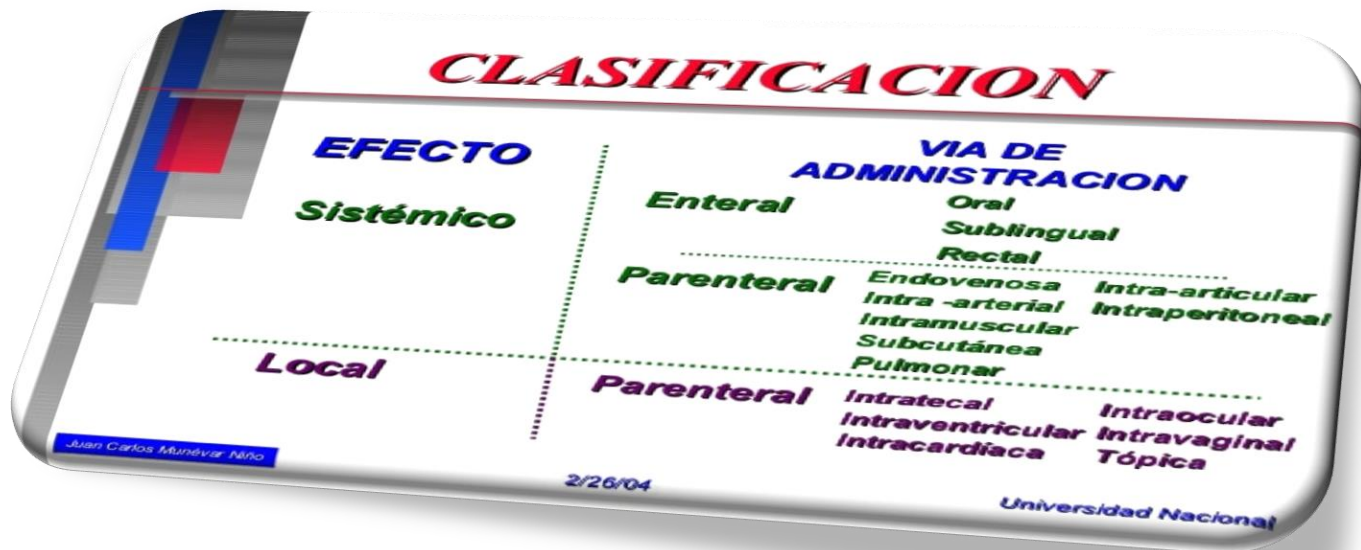 CLASIFICACION
EFECTO
VIA DE
ADMINISTRACION
Sistémico
Enteral
Oral
Sublingual
Rectal
Parenteral
Endovenosa Intra-articular
Intra -arterial Intraperitoneal
Intramuscular
Subcutánea
Pulmonar
Local
Parenteral
Intratecal Intraocular
Intraventricular Intravaginal
Intracardíaca Tópica
Juan Carlos Munévar Niño
2/26/04
Universidad Nacional